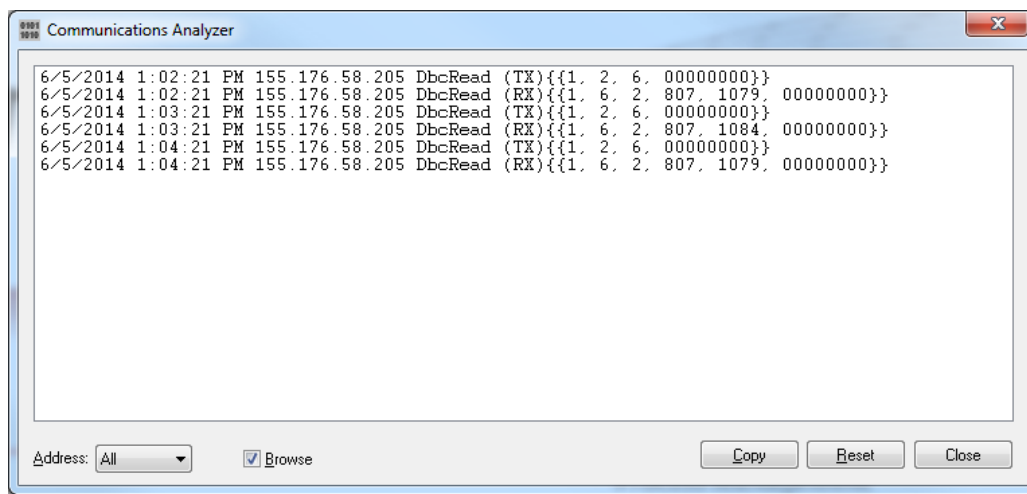 0101
1010
Communications Analyzer
6/5/2014 1:02:21 PM 155.176.58.205 DbcRead (TX){{1, 2, 6, 00000000}}
6/5/2014 1:02:21 PM 155.176.58.205 DbcRead (RX){{1, 6, 2, 807, 1079, 00000000}}
6/5/2014 1:03:21 PM 155.176.58.205 DbcRead (TX){{1, 2, 6, 00000000}}
6/5/2014 1:03:21 PM 155.176.58.205 DbcRead (RX){{1, 6, 2, 807, 1084, 00000000}}
6/5/2014 1:04:21 PM 155.176.58.205 DbcRead (TX){{1, 2, 6, 00000000}}
6/5/2014 1:04:21 PM 155.176.58.205 DbcRead (RX){{1, 6, 2, 807, 1079, 00000000}}
Address: All Browse Copy Reset Close